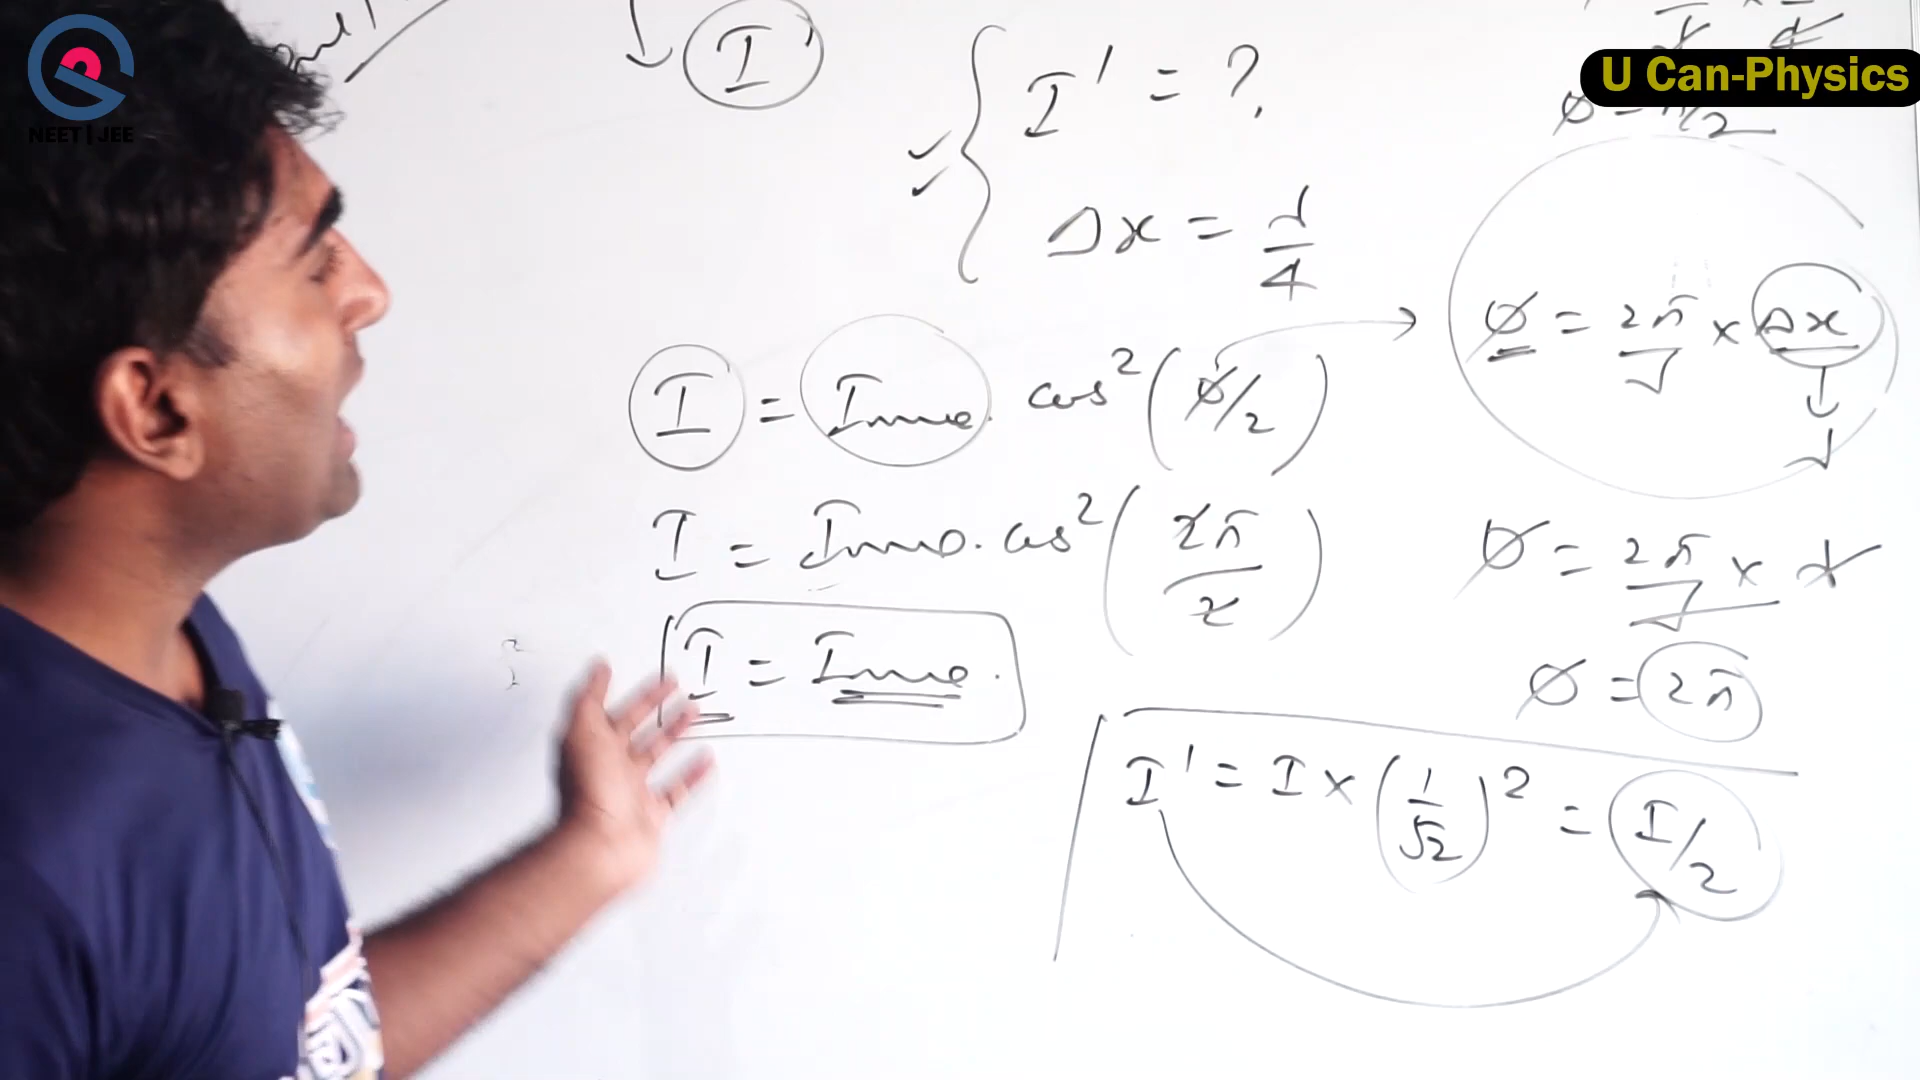 NEET | JEE
U Can-Physics
I
I' = ?
Δx = λ/4
φ = π/2
I = Imax. cos²(φ/2)
φ = 2π/λ × Δx
λ
I = Imax. cos²(2π/2)
φ = 2π/λ × λ
I = Imax.
φ = 2π
I' = I × (1/√2)² = I/2